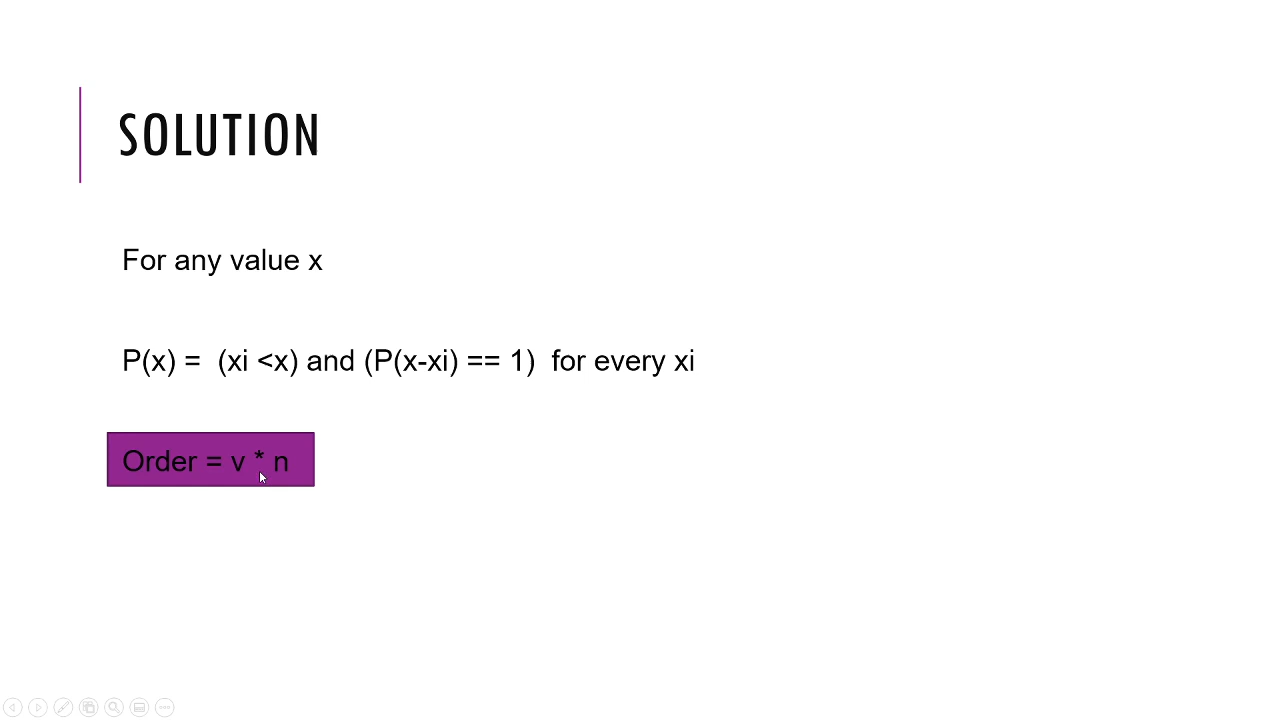 SOLUTION
For any value x
P(x) =  (xi <x) and (P(x-xi) == 1)  for every xi
Order = v * n